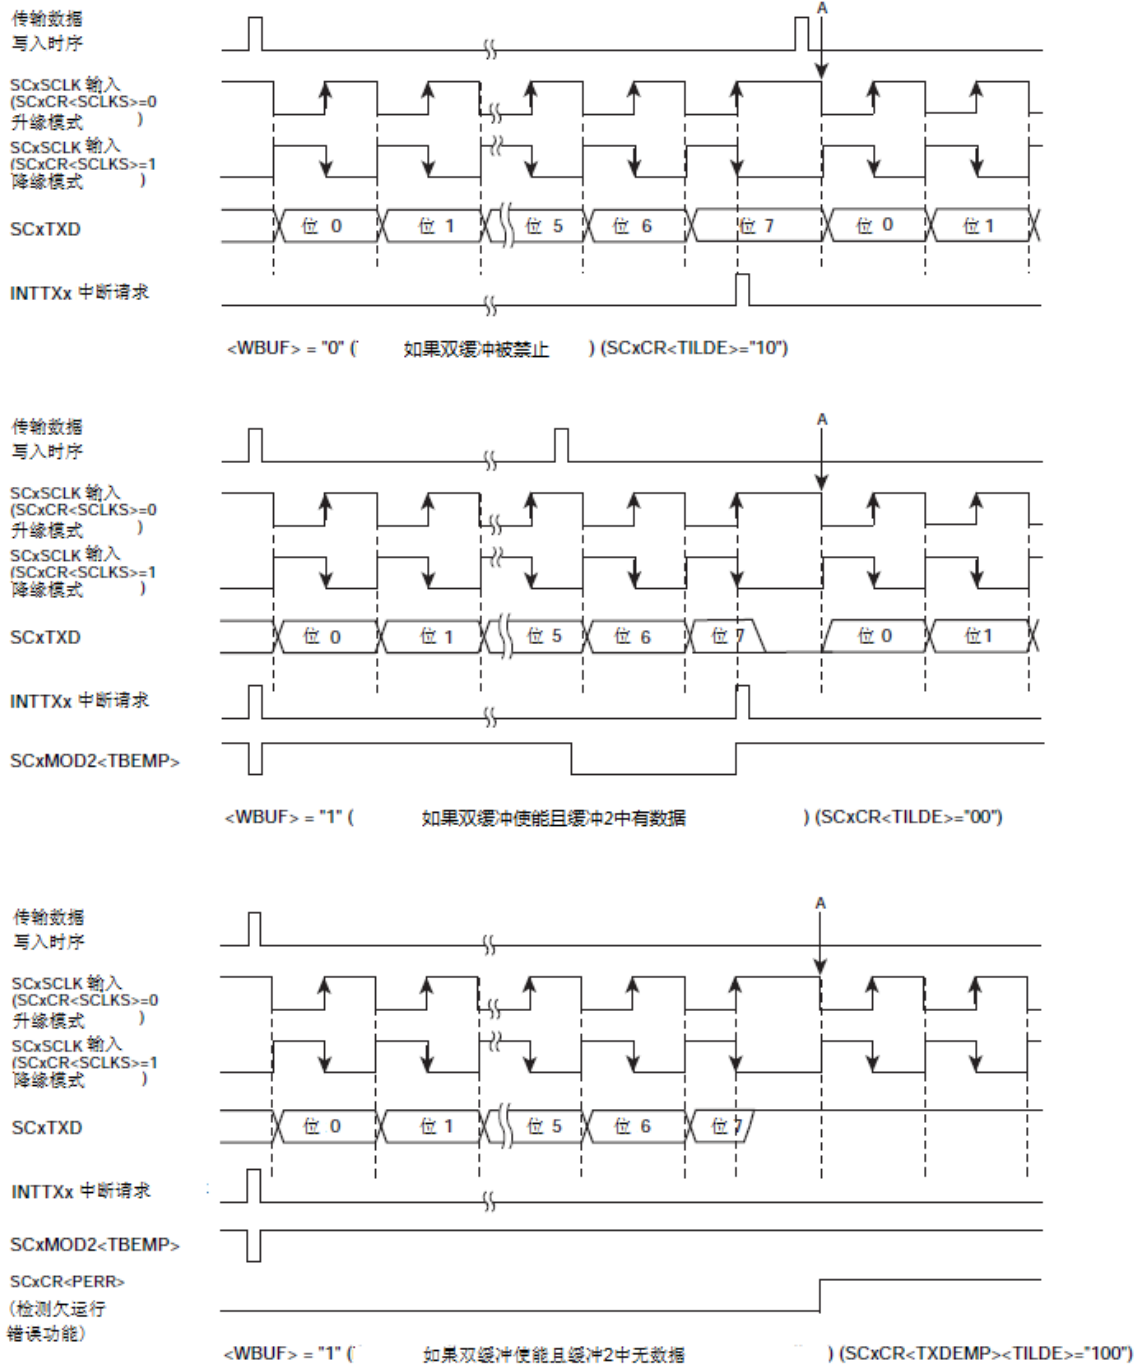 传输数据
写入时序
A
SCxSCLK 输入
(SCxCR<SCLKS>=0
升缘模式 )
SCxSCLK 输入
(SCxCR<SCLKS>=1
降缘模式 )
SCxTXD 位 0 位 1 位 5 位 6 位 7 位 0 位 1
INTTXx 中断请求
<WBUF> = "0" ( 如果双缓冲被禁止 ) (SCxCR<TILDE>="10")
传输数据
写入时序
A
SCxSCLK 输入
(SCxCR<SCLKS>=0
升缘模式 )
SCxSCLK 输入
(SCxCR<SCLKS>=1
降缘模式 )
SCxTXD 位 0 位 1 位 5 位 6 位 7 位 0 位 1
INTTXx 中断请求
SCxMOD2<TBEMP>
<WBUF> = "1" ( 如果双缓冲使能且缓冲2中有数据 ) (SCxCR<TILDE>="00")
传输数据
写入时序
A
SCxSCLK 输入
(SCxCR<SCLKS>=0
升缘模式 )
SCxSCLK 输入
(SCxCR<SCLKS>=1
降缘模式 )
SCxTXD 位 0 位 1 位 5 位 6 位 7
INTTXx 中断请求
SCxMOD2<TBEMP>
SCxCR<PERR>
(检测欠运行
错误功能)
<WBUF> = "1" ( 如果双缓冲使能且缓冲2中无数据 ) (SCxCR<TXDEMP><TILDE>="100")